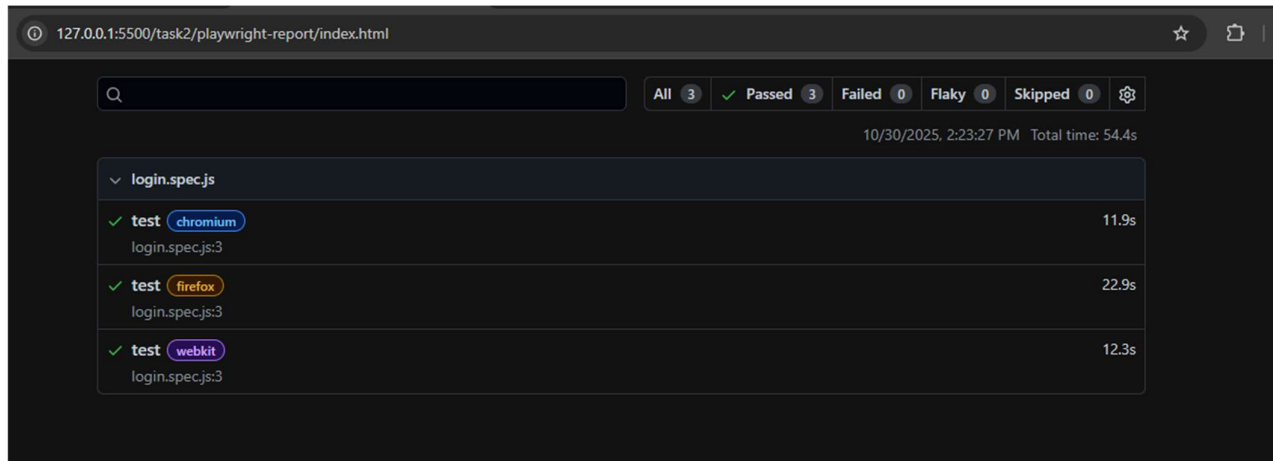 127.0.0.1:5500/task2/playwright-report/index.html
All 3 Passed 3 Failed 0 Flaky 0 Skipped 0
10/30/2025, 2:23:27 PM Total time: 54.4s
login.spec.js
test chromium 11.9s
login.spec.js:3
test firefox 22.9s
login.spec.js:3
test webkit 12.3s
login.spec.js:3